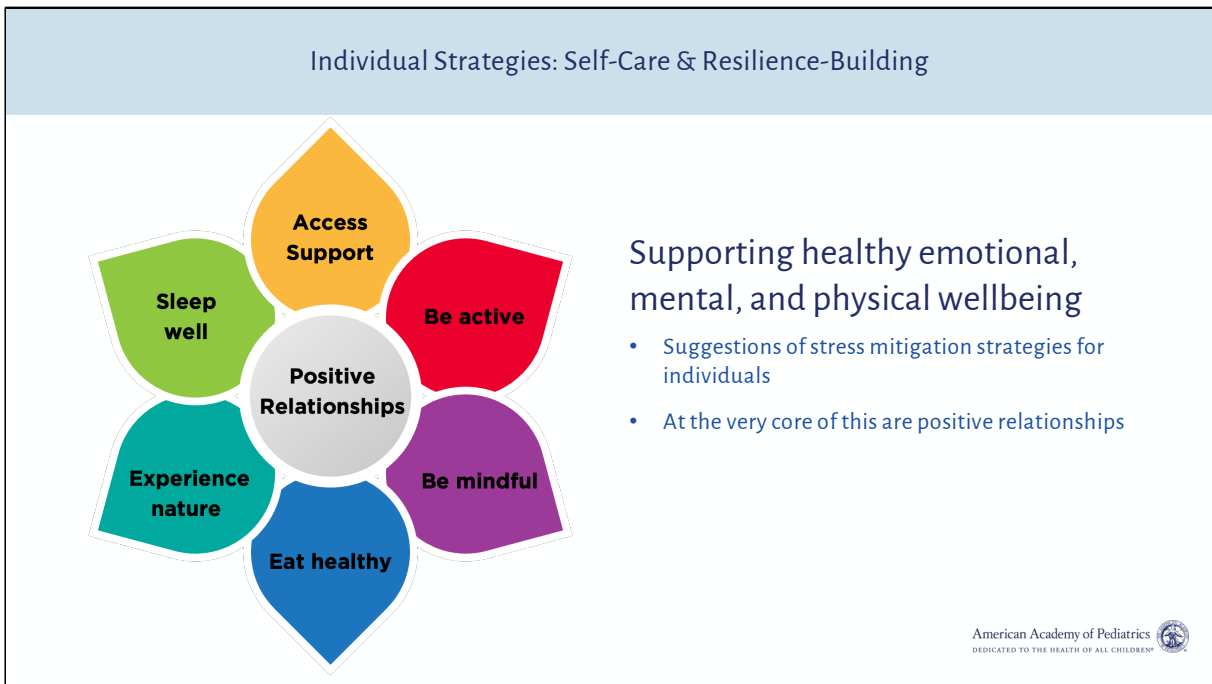 Individual Strategies: Self-Care & Resilience-Building
Access
Support
Be active
Be mindful
Eat healthy
Experience
nature
Sleep
well
Positive
Relationships
Supporting healthy emotional,
mental, and physical wellbeing
• Suggestions of stress mitigation strategies for
individuals
• At the very core of this are positive relationships
American Academy of Pediatrics
DEDICATED TO THE HEALTH OF ALL CHILDREN®